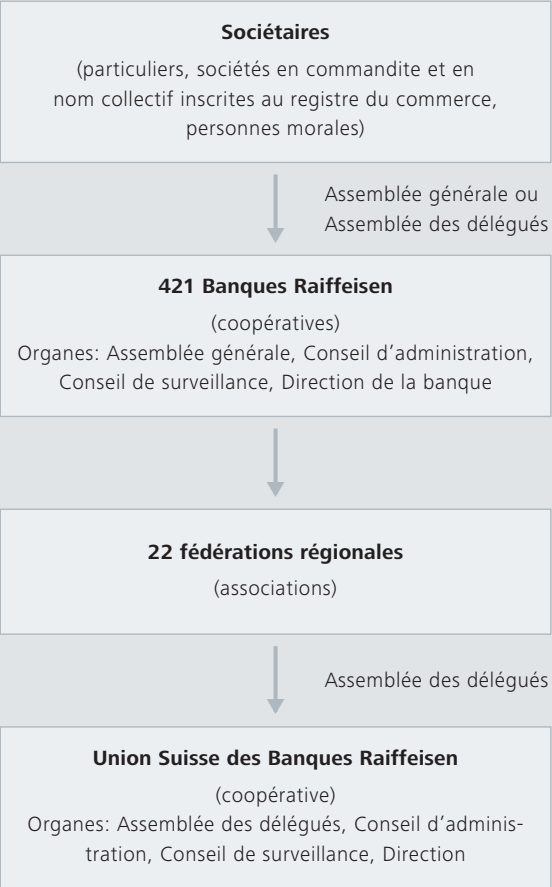 Sociétaires
(particuliers, sociétés en commandite et en
nom collectif inscrites au registre du commerce,
personnes morales)
Assemblée générale ou
Assemblée des délégués
421 Banques Raiffeisen
(coopératives)
Organes: Assemblée générale, Conseil d'administration,
Conseil de surveillance, Direction de la banque
22 fédérations régionales
(associations)
Assemblée des délégués
Union Suisse des Banques Raiffeisen
(coopérative)
Organes: Assemblée des délégués, Conseil d'adminis-
tration, Conseil de surveillance, Direction